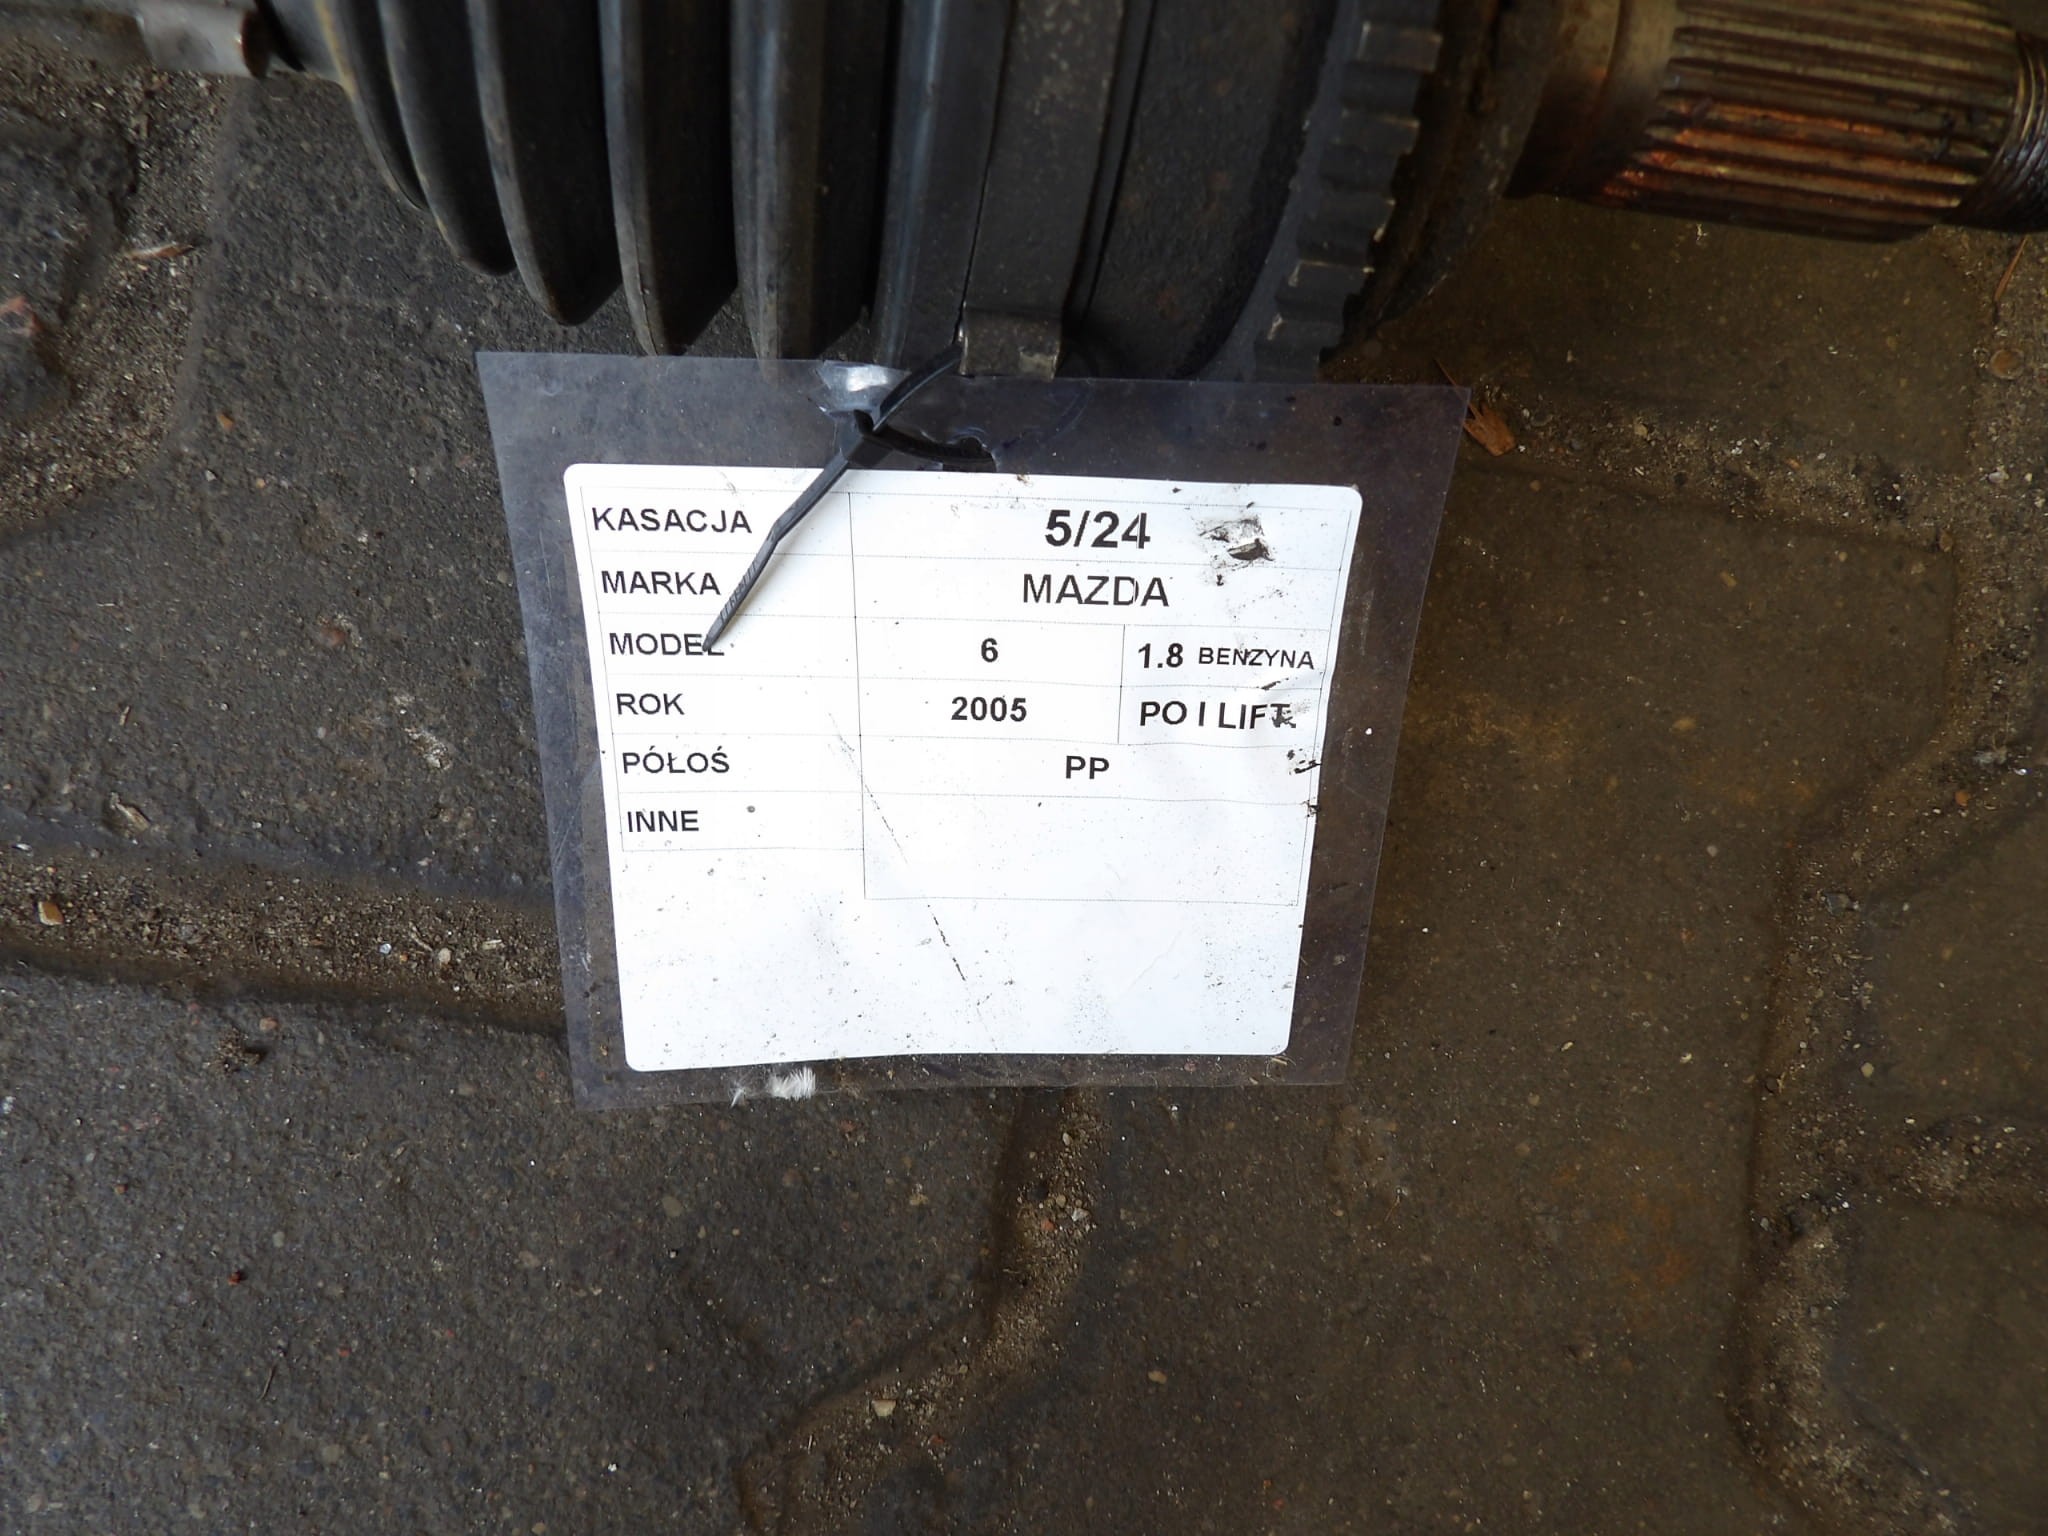 KASACJA 5/24
MARKA MAZDA
MODEL 6 1.8 BENZYNA
ROK 2005 PO I LIFT.
PÓŁOŚ PP
INNE